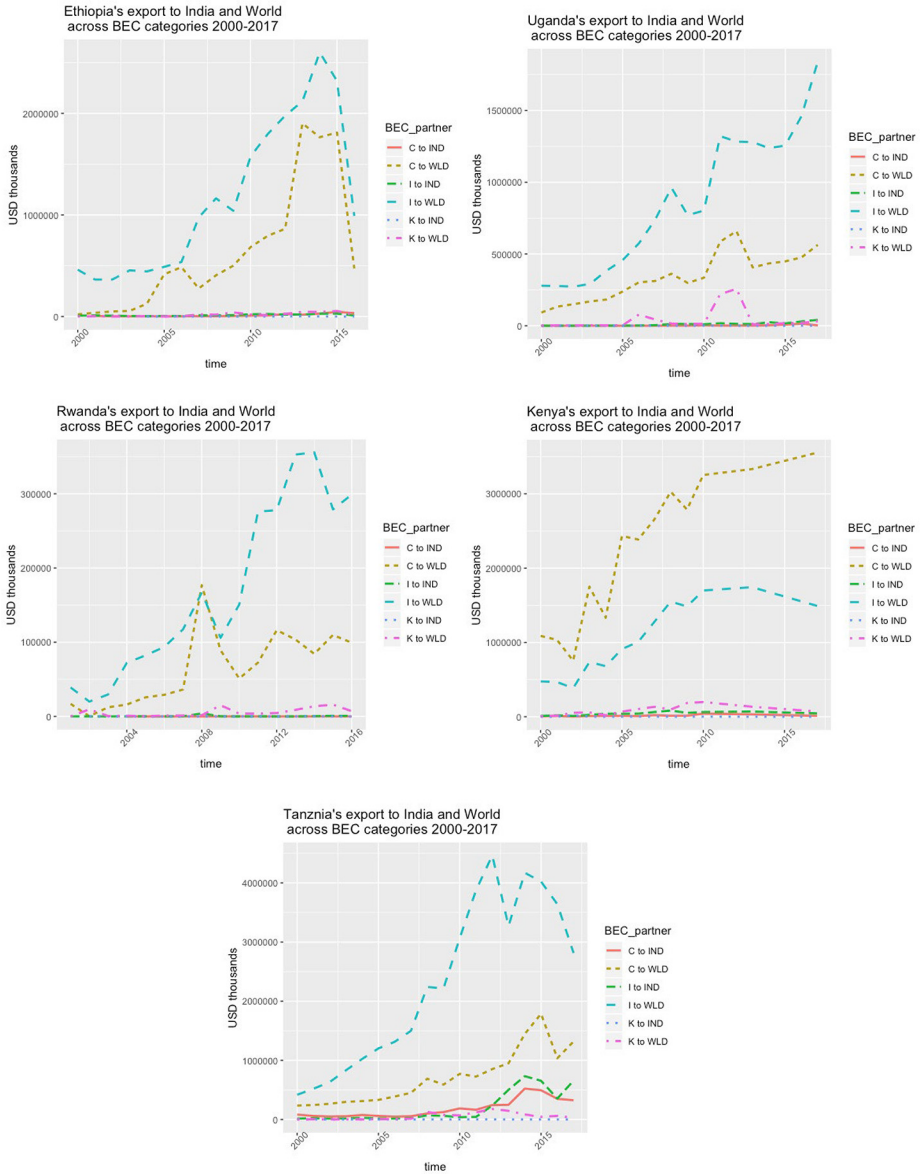 Ethiopia's export to India and World
across BEC categories 2000-2017
USD thousands
2000000
1000000
0
2000
2005
2010
2015
time
BEC_partner
C to IND
C to WLD
I to IND
I to WLD
K to IND
K to WLD
Uganda's export to India and World
across BEC categories 2000-2017
USD thousands
1500000
1000000
500000
0
2000
2005
2010
2015
time
BEC_partner
C to IND
C to WLD
I to IND
I to WLD
K to IND
K to WLD
Rwanda's export to India and World
across BEC categories 2000-2017
USD thousands
300000
200000
100000
0
2004
2008
2012
2016
time
BEC_partner
C to IND
C to WLD
I to IND
I to WLD
K to IND
K to WLD
Kenya's export to India and World
across BEC categories 2000-2017
USD thousands
3000000
2000000
1000000
0
2000
2005
2010
2015
time
BEC_partner
C to IND
C to WLD
I to IND
I to WLD
K to IND
K to WLD
Tanznia's export to India and World
across BEC categories 2000-2017
USD thousands
4000000
3000000
2000000
1000000
0
2000
2005
2010
2015
time
BEC_partner
C to IND
C to WLD
I to IND
I to WLD
K to IND
K to WLD